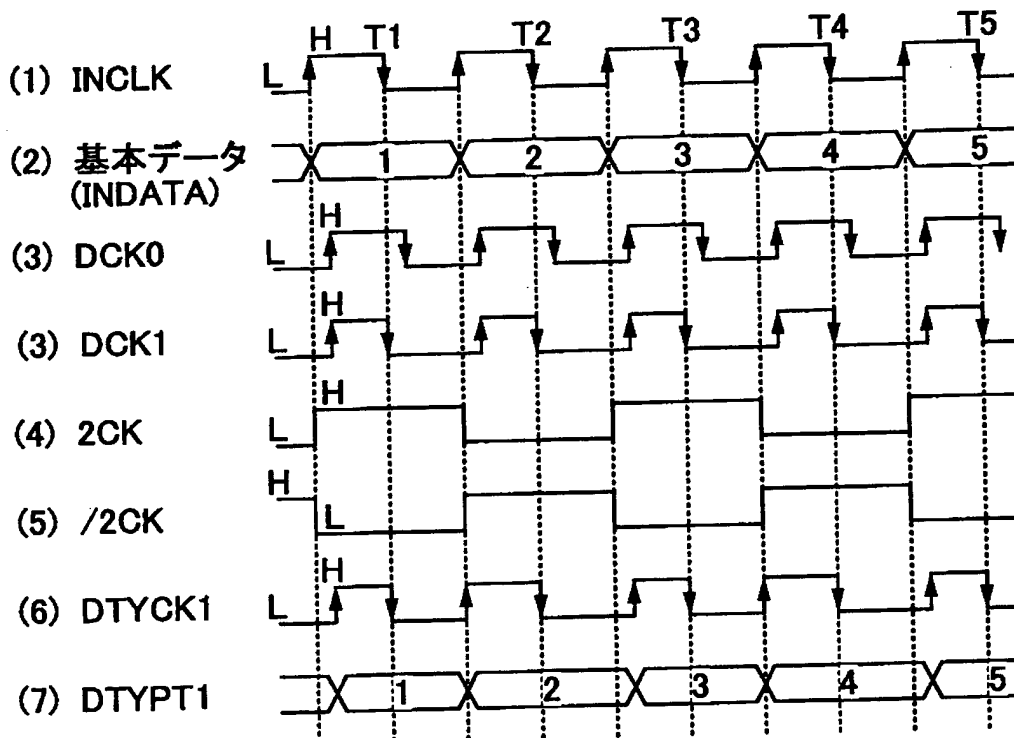 H T1 T2 T3 T4 T5
(1) INCLK L
(2) 基本データ 1 2 3 4 5
(INDATA)
H
(3) DCK0 L
H
(3) DCK1 L
H
(4) 2CK L
H
(5) /2CK L
H
(6) DTYCK1 L
(7) DTYPT1 1 2 3 4 5